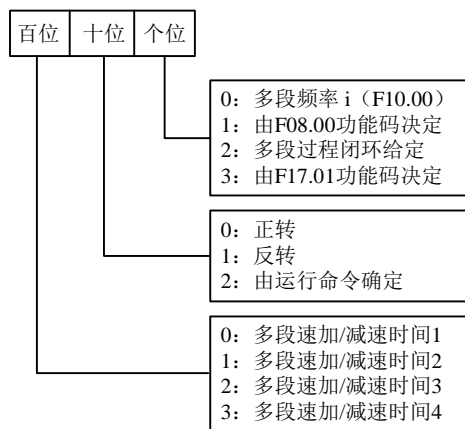 百位 十位 个位
0：多段频率 i（F10.00）
1：由F08.00功能码决定
2：多段过程闭环给定
3：由F17.01功能码决定
0：正转
1：反转
2：由运行命令确定
0：多段速加/减速时间1
1：多段速加/减速时间2
2：多段速加/减速时间3
3：多段速加/减速时间4